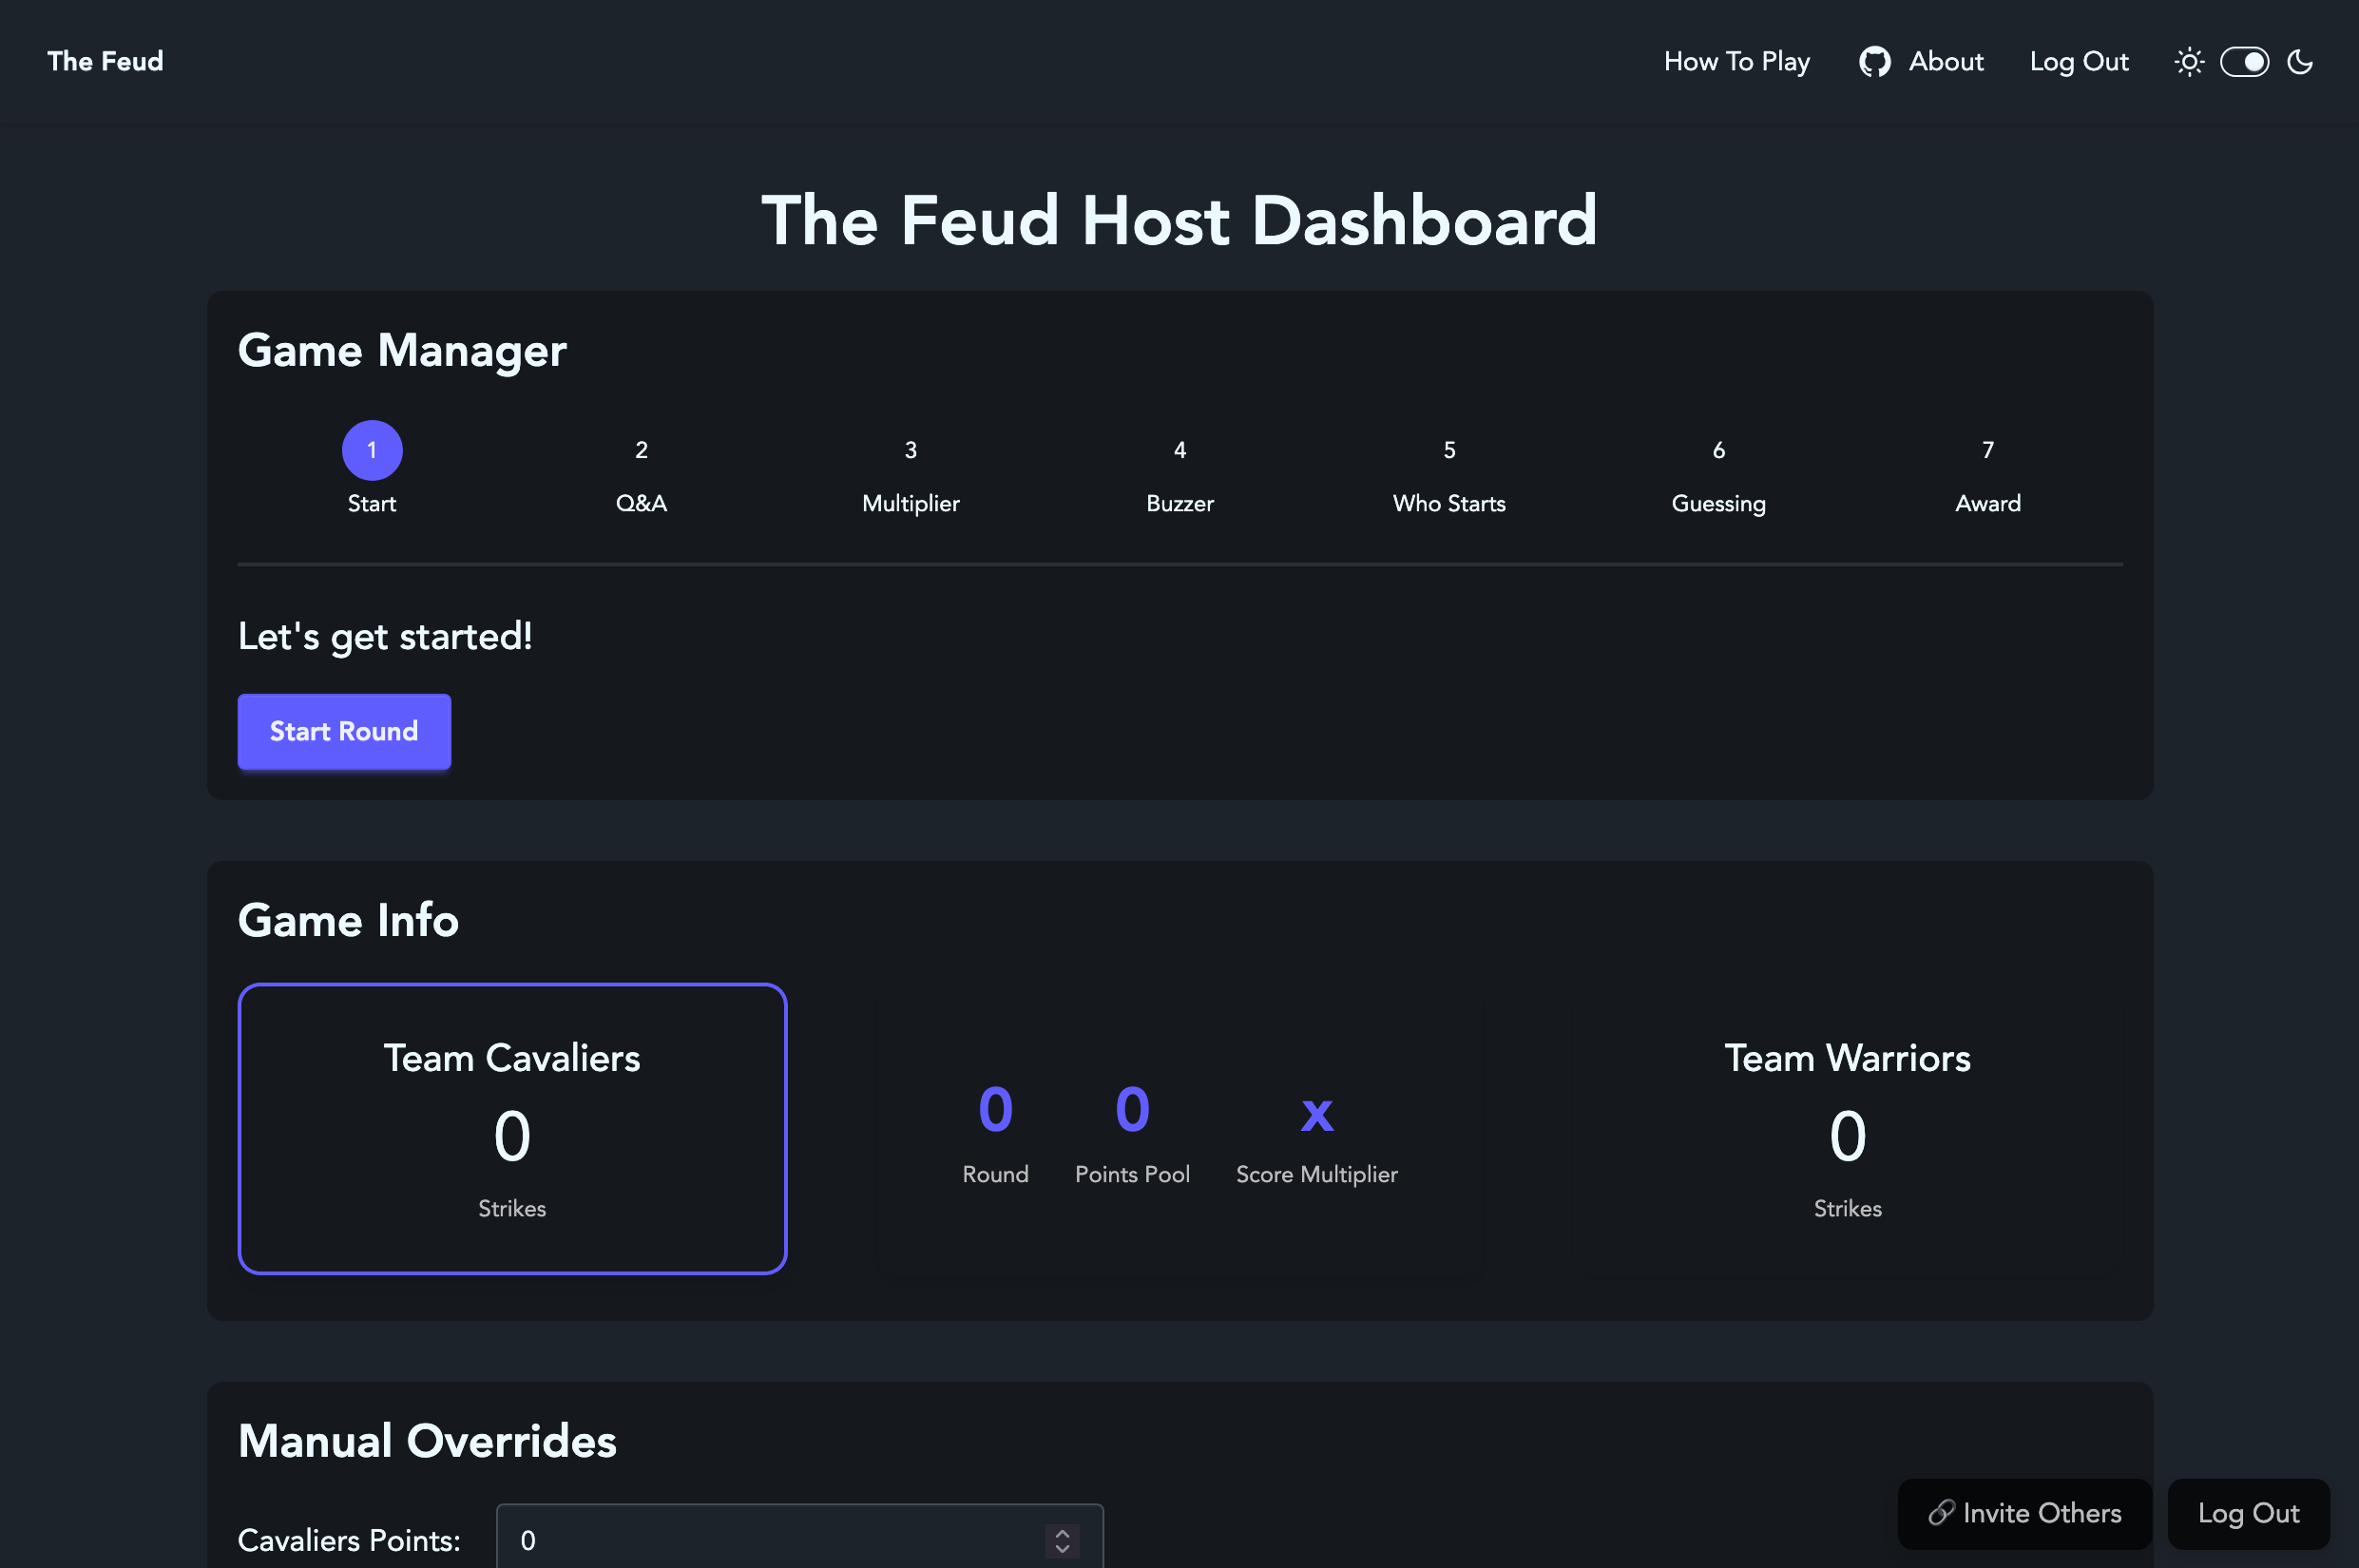 The Feud
How To Play
About
Log Out
The Feud Host Dashboard
Game Manager
1
Start
2
Q&A
3
Multiplier
4
Buzzer
5
Who Starts
6
Guessing
7
Award
Let's get started!
Start Round
Game Info
Team Cavaliers
0
Strikes
0
Round
0
Points Pool
x
Score Multiplier
Team Warriors
0
Strikes
Manual Overrides
Cavaliers Points:
0
Invite Others
Log Out